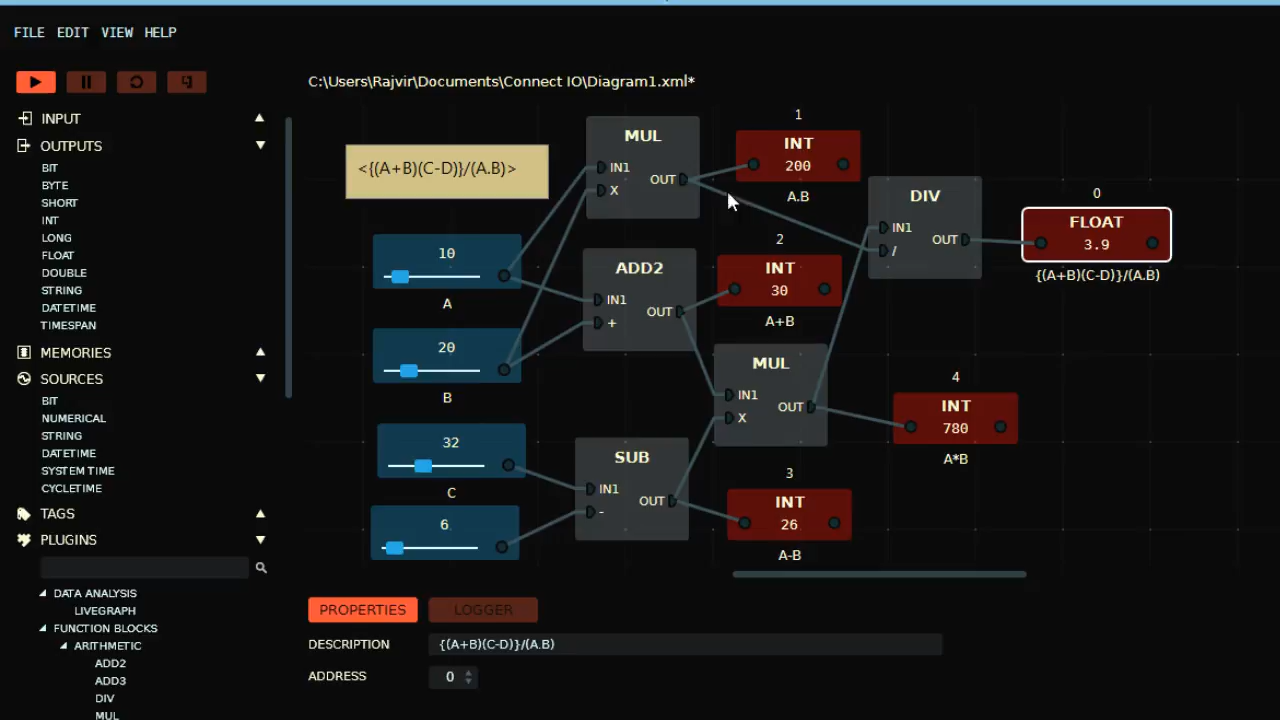 FILE EDIT VIEW HELP
C:\Users\Rajvir\Documents\Connect IO\Diagram1.xml*
INPUT
OUTPUTS
BIT
BYTE
SHORT
INT
LONG
FLOAT
DOUBLE
STRING
DATETIME
TIMESPAN
MEMORIES
SOURCES
BIT
NUMERICAL
STRING
DATETIME
SYSTEM TIME
CYCLETIME
TAGS
PLUGINS
DATA ANALYSIS
LIVEGRAPH
FUNCTION BLOCKS
ARITHMETIC
ADD2
ADD3
DIV
MUL
<{(A+B)(C-D)}/(A.B)>
10
A
20
B
32
C
6
MUL
IN1
X
OUT
ADD2
IN1
+
OUT
SUB
IN1
-
OUT
1
INT
200
A.B
2
INT
30
A+B
MUL
IN1
X
OUT
3
INT
26
A-B
DIV
IN1
/
OUT
4
INT
780
A*B
0
FLOAT
3.9
{(A+B)(C-D)}/(A.B)
PROPERTIES LOGGER
DESCRIPTION {(A+B)(C-D)}/(A.B)
ADDRESS 0